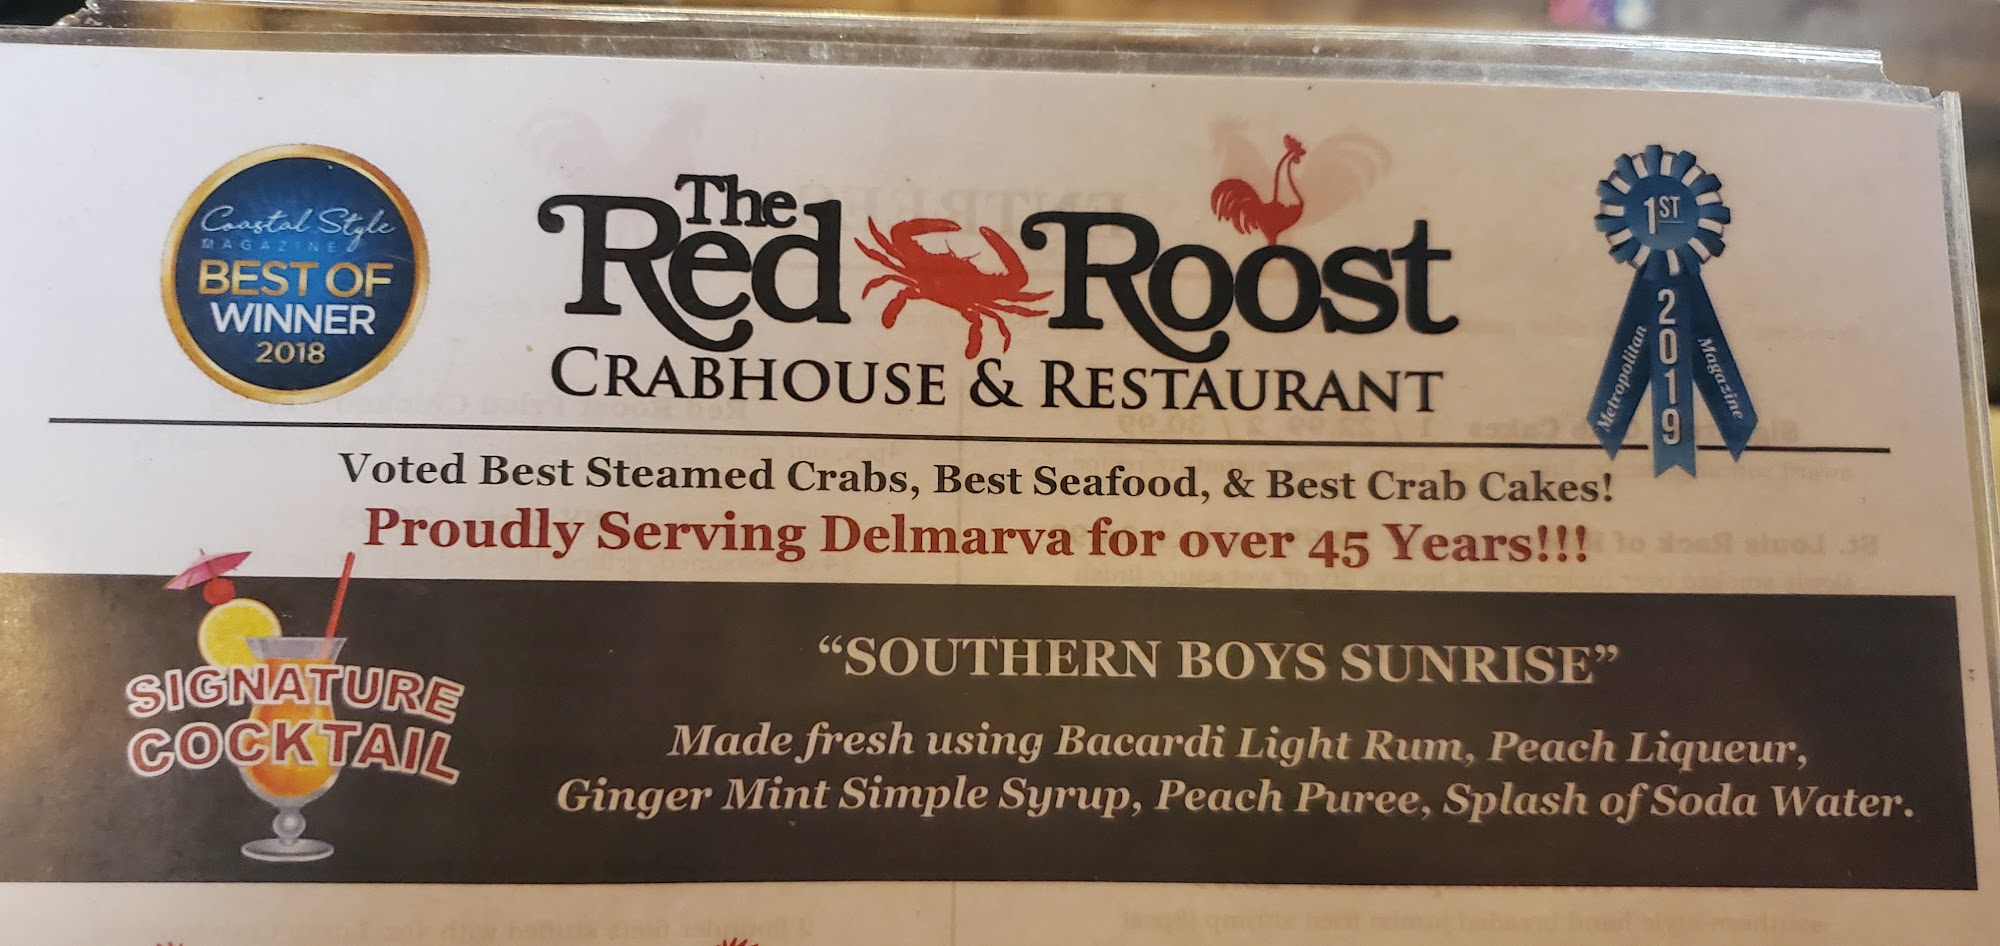 Coastal Style
MAGAZINE
BEST OF
WINNER
2018
The
Red Roost
CRABHOUSE & RESTAURANT
1ST
2019
Metropolitan
Magazine
Voted Best Steamed Crabs, Best Seafood, & Best Crab Cakes!
Proudly Serving Delmarva for over 45 Years!!!
SIGNATURE
COCKTAIL
“SOUTHERN BOYS SUNRISE”
Made fresh using Bacardi Light Rum, Peach Liqueur,
Ginger Mint Simple Syrup, Peach Puree, Splash of Soda Water.